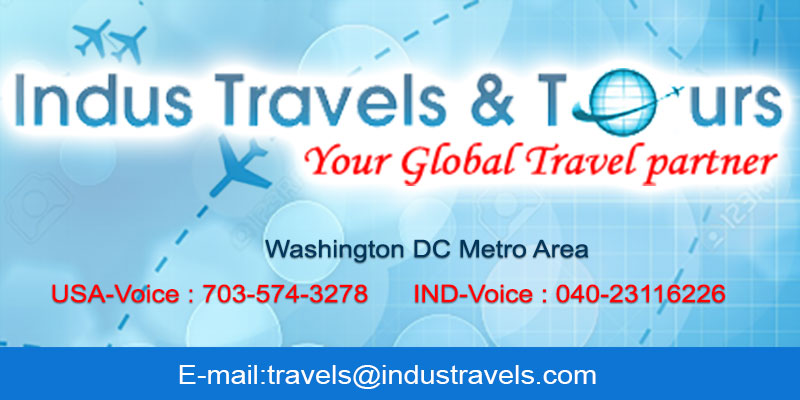 Indus Travels & Tours
Your Global Travel partner
Washington DC Metro Area
USA-Voice : 703-574-3278 IND-Voice : 040-23116226
E-mail:travels@industravels.com